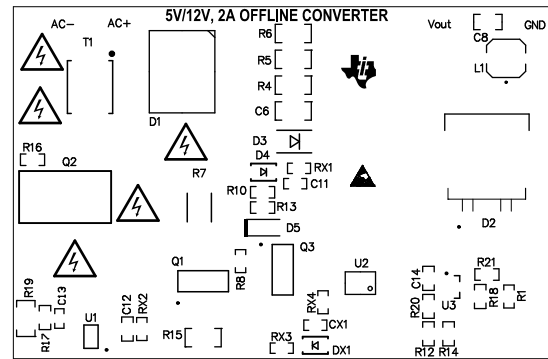 5V/12V, 2A OFFLINE CONVERTER
AC- AC+
T1
D1
R6
R5
R4
C6
D3
D4
Vout GND
C8
L1
R16
Q2
R7
RX1
C11
R10
R13
D5
D2
Q1
R8
Q3
U2
C14
R21
R19
R17
C13
U1
C12
RX2
R15
RX4
CX1
RX3
DX1
R20
U3
R18
R1
R12 R14